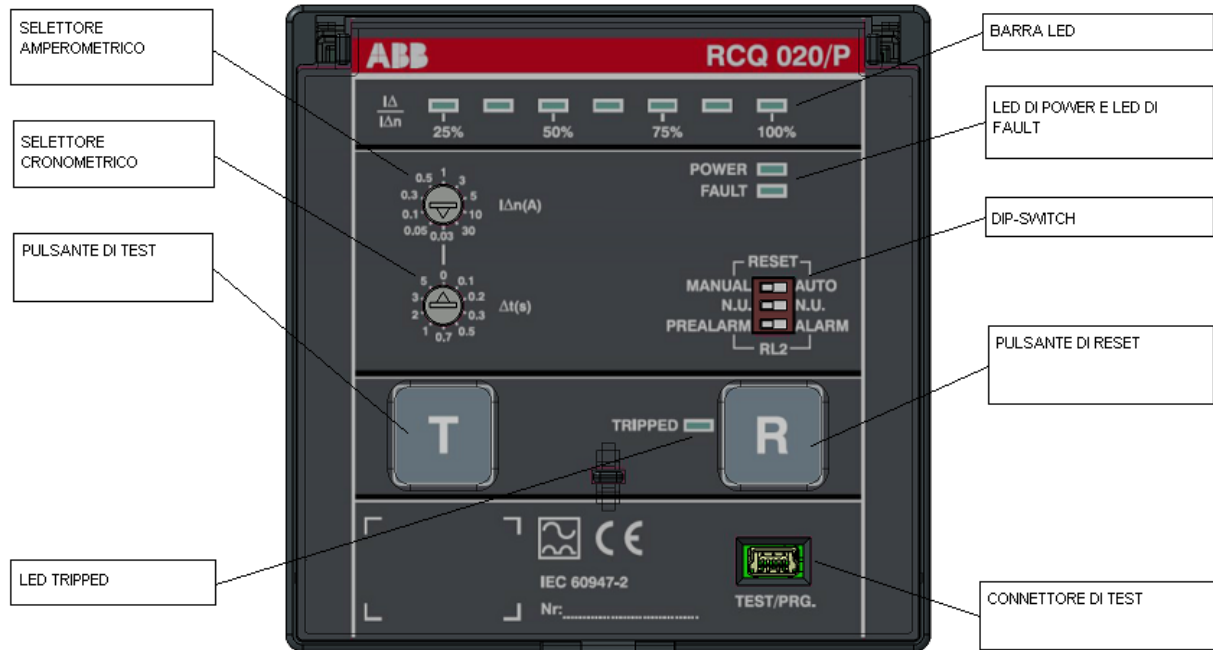 SELETTORE
AMPEROMETRICO
SELETTORE
CRONOMETRICO
PULSANTE DI TEST
LED TRIPPED
ABB
RCQ 020/P
IΔ
IΔn
25%
50%
75%
100%
POWER
FAULT
0.5
1
3
0.3
5
IΔn(A)
0.1
10
0.05
0.03
30
5
0
0.1
3
0.2
Δt(s)
2
0.3
1
0.7
0.5
RESET
MANUAL
AUTO
N.U.
N.U.
PREALARM
ALARM
RL2
T
TRIPPED
R
CE
IEC 60947-2
Nr:
TEST/PRG.
BARRA LED
LED DI POWER E LED DI
FAULT
DIP-SWITCH
PULSANTE DI RESET
CONNETTORE DI TEST